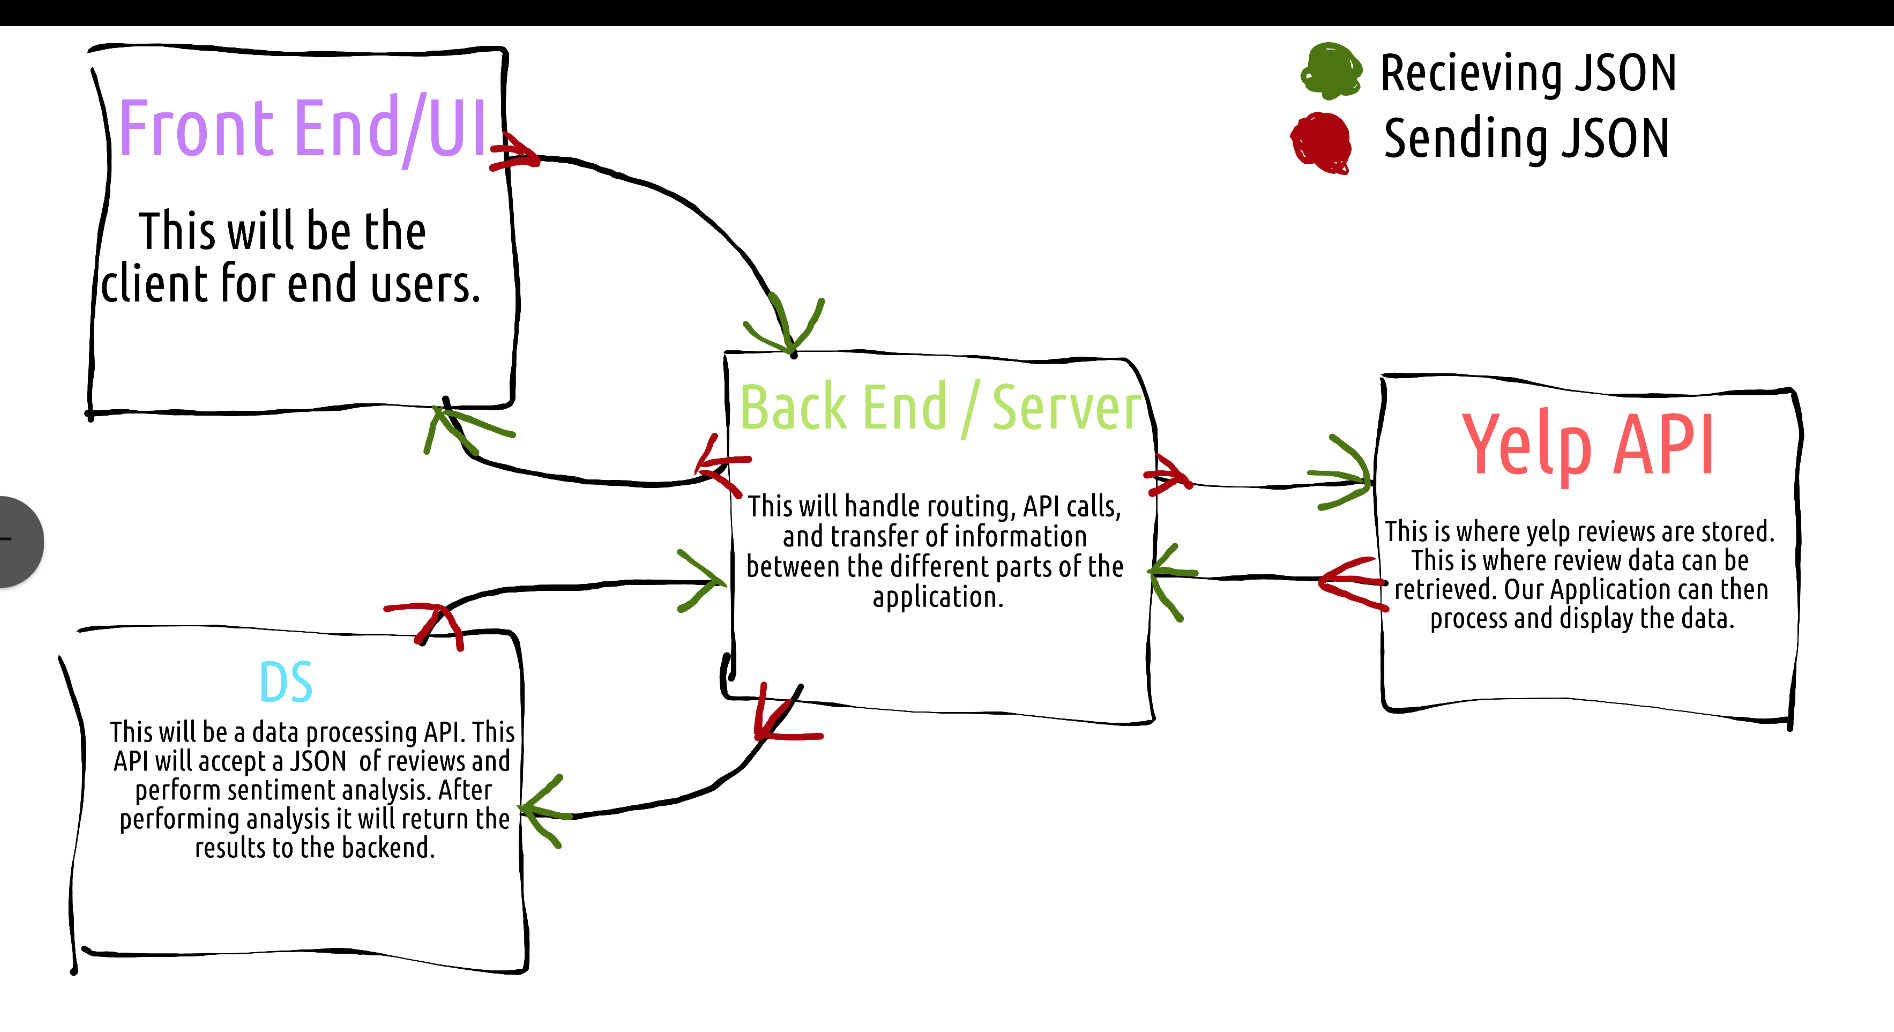 Recieving JSON
Sending JSON
Front End/UI
This will be the
client for end users.
Back End / Server
This will handle routing, API calls,
and transfer of information
between the different parts of the
application.
Yelp API
This is where yelp reviews are stored.
This is where review data can be
retrieved. Our Application can then
process and display the data.
DS
This will be a data processing API. This
API will accept a JSON of reviews and
perform sentiment analysis. After
performing analysis it will return the
results to the backend.